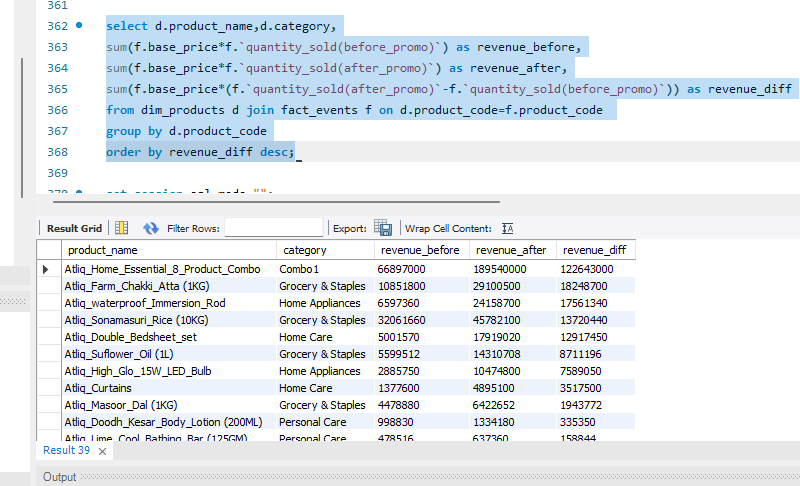 361
362 select d.product_name,d.category,
363 sum(f.base_price*f.`quantity_sold(before_promo)`) as revenue_before,
364 sum(f.base_price*f.`quantity_sold(after_promo)`) as revenue_after,
365 sum(f.base_price*(f.`quantity_sold(after_promo)`-f.`quantity_sold(before_promo)`)) as revenue_diff
366 from dim_products d join fact_events f on d.product_code=f.product_code
367 group by d.product_code
368 order by revenue_diff desc;
369
370 set session sql_mode "";
Result Grid Filter Rows: Export: Wrap Cell Content: IA
product_name category revenue_before revenue_after revenue_diff
Atliq_Home_Essential_8_Product_Combo Combo1 66897000 189540000 122643000
Atliq_Farm_Chakki_Atta (1KG) Grocery & Staples 10851800 29100500 18248700
Atliq_waterproof_Immersion_Rod Home Appliances 6597360 24158700 17561340
Atliq_Sonamasuri_Rice (10KG) Grocery & Staples 32061660 45782100 13720440
Atliq_Double_Bedsheet_set Home Care 5001570 17919020 12917450
Atliq_Suflower_Oil (1L) Grocery & Staples 5599512 14310708 8711196
Atliq_High_Glo_15W_LED_Bulb Home Appliances 2885750 10474800 7589050
Atliq_Curtains Home Care 1377600 4895100 3517500
Atliq_Masoor_Dal (1KG) Grocery & Staples 4478880 6422652 1943772
Atliq_Doodh_Kesar_Body_Lotion (200ML) Personal Care 998830 1334180 335350
Atliq_Lime_Cool_Bathing_Bar (125GM) Personal Care 478516 637360 158844
Result 39
Output